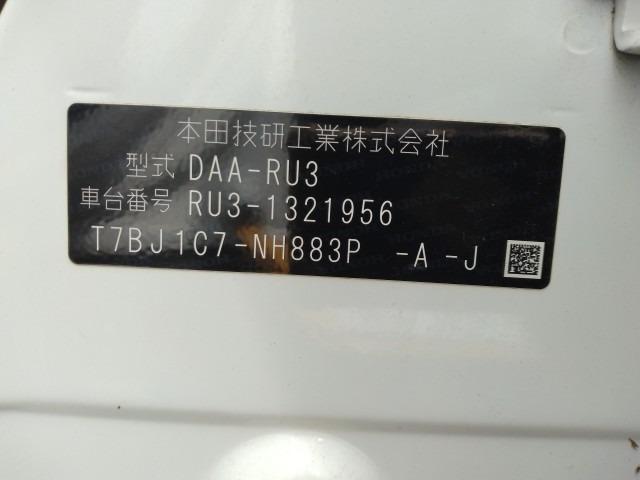 本田技研工業株式会社
型式 DAA-RU3
車台番号 RU3-1321956
T7BJ1C7-NH883P -A -J